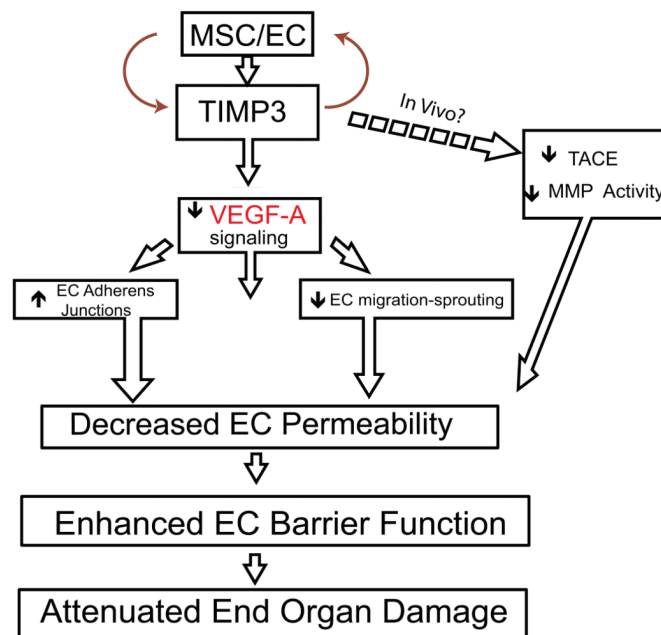 MSC/EC
TIMP3
In Vivo?
TACE
MMP Activity
VEGF-A
signaling
EC Adherens
Junctions
EC migration-sprouting
Decreased EC Permeability
Enhanced EC Barrier Function
Attenuated End Organ Damage